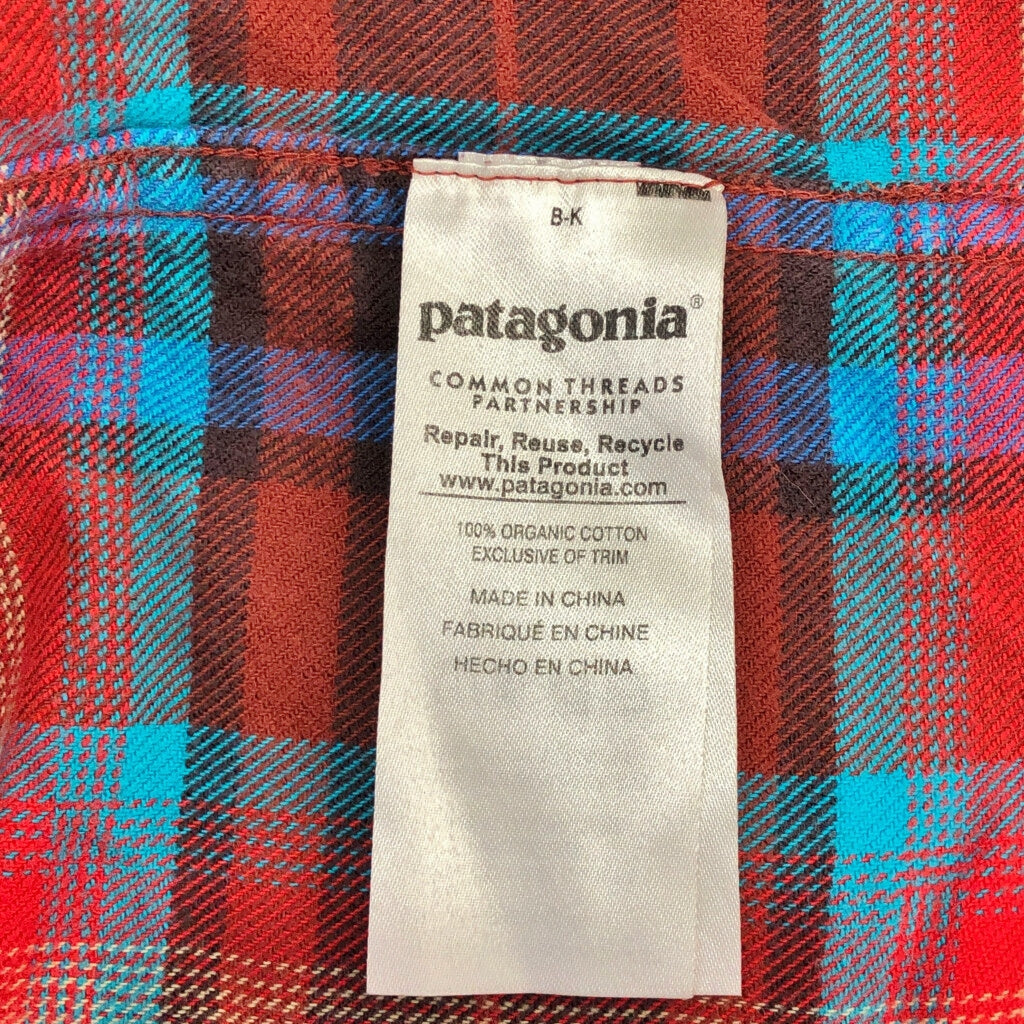 B-K
patagonia®
COMMON THREADS
PARTNERSHIP
Repair, Reuse, Recycle
This Product
www.patagonia.com
100% ORGANIC COTTON
EXCLUSIVE OF TRIM
MADE IN CHINA
FABRIQUÉ EN CHINE
HECHO EN CHINA